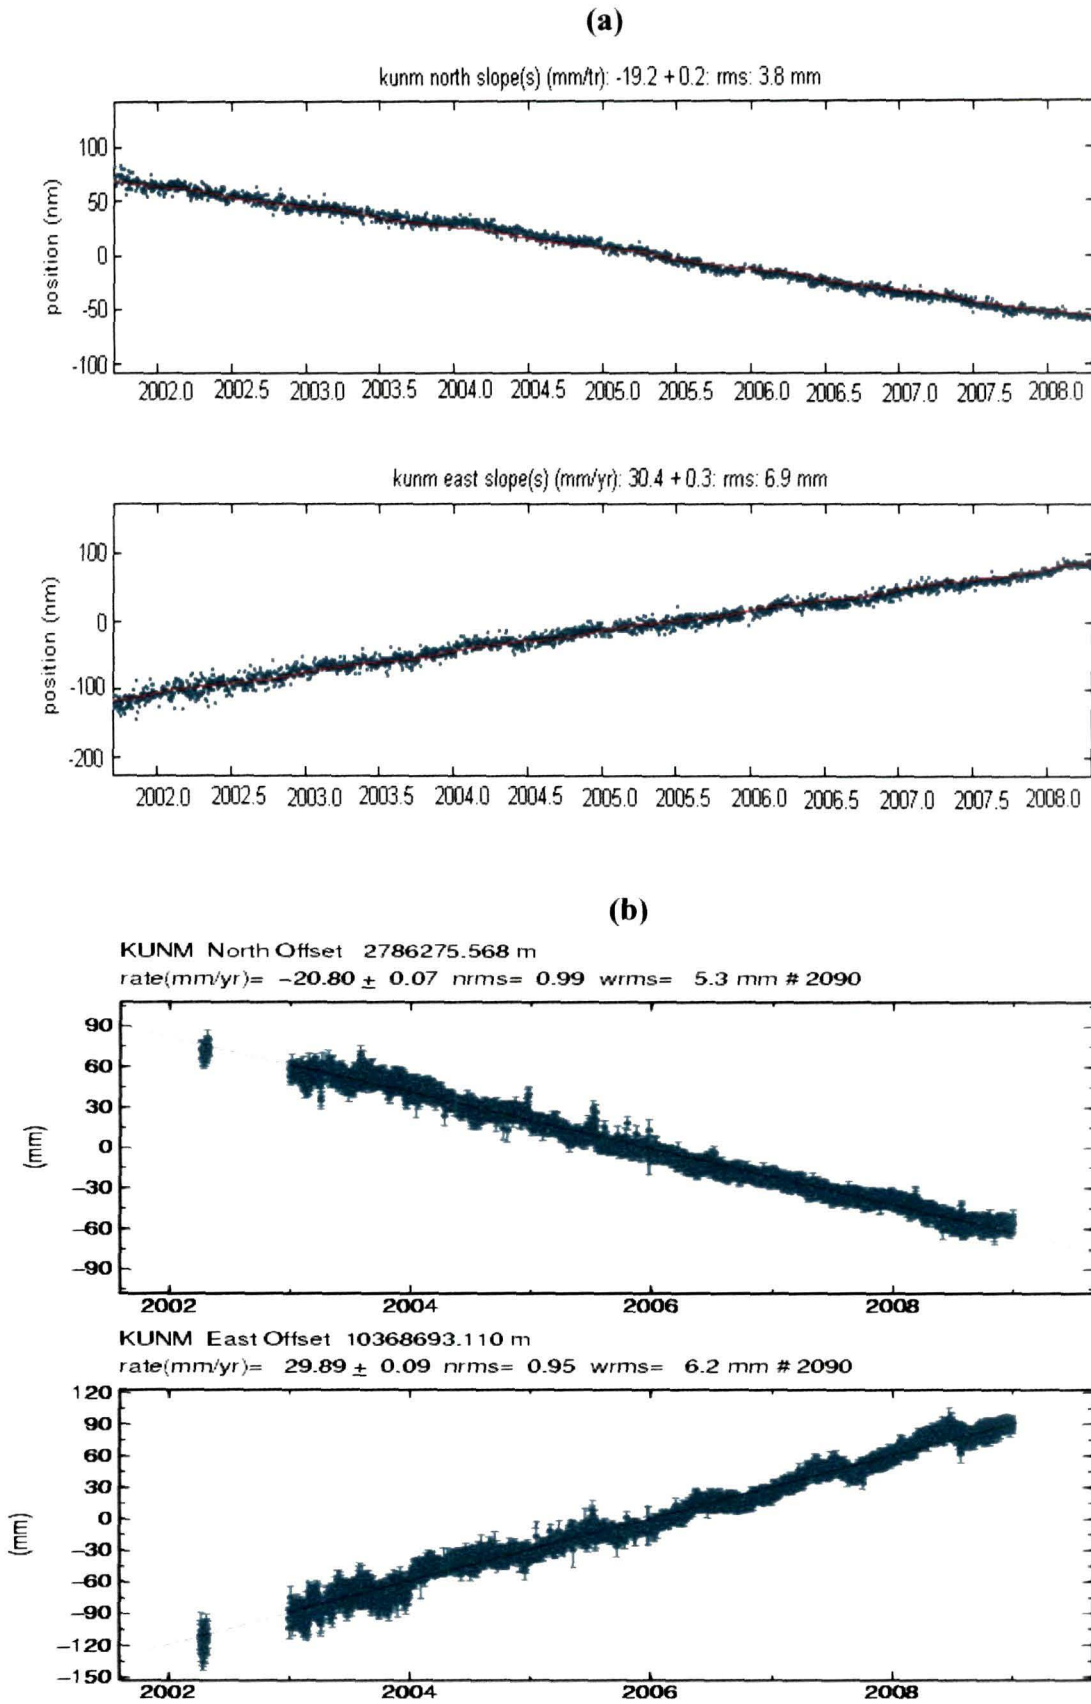 (a)
kunm north slope(s) (mm/tr): -19.2 + 0.2: rms: 3.8 mm
position (nm)
100
50
0
-50
-100
2002.0 2002.5 2003.0 2003.5 2004.0 2004.5 2005.0 2005.5 2006.0 2006.5 2007.0 2007.5 2008.0
kunm east slope(s) (mm/yr): 30.4 + 0.3: rms: 6.9 mm
position (nm)
100
0
-100
-200
2002.0 2002.5 2003.0 2003.5 2004.0 2004.5 2005.0 2005.5 2006.0 2006.5 2007.0 2007.5 2008.0
(b)
KUNM North Offset 2786275.568 m
rate(mm/yr)= -20.80 ± 0.07 nrms= 0.99 wrms= 5.3 mm # 2090
(mm)
90
60
30
0
-30
-60
-90
2002 2004 2006 2008
KUNM East Offset 10368693.110 m
rate(mm/yr)= 29.89 ± 0.09 nrms= 0.95 wrms= 6.2 mm # 2090
(mm)
120
90
60
30
0
-30
-60
-90
-120
-150
2002 2004 2006 2008